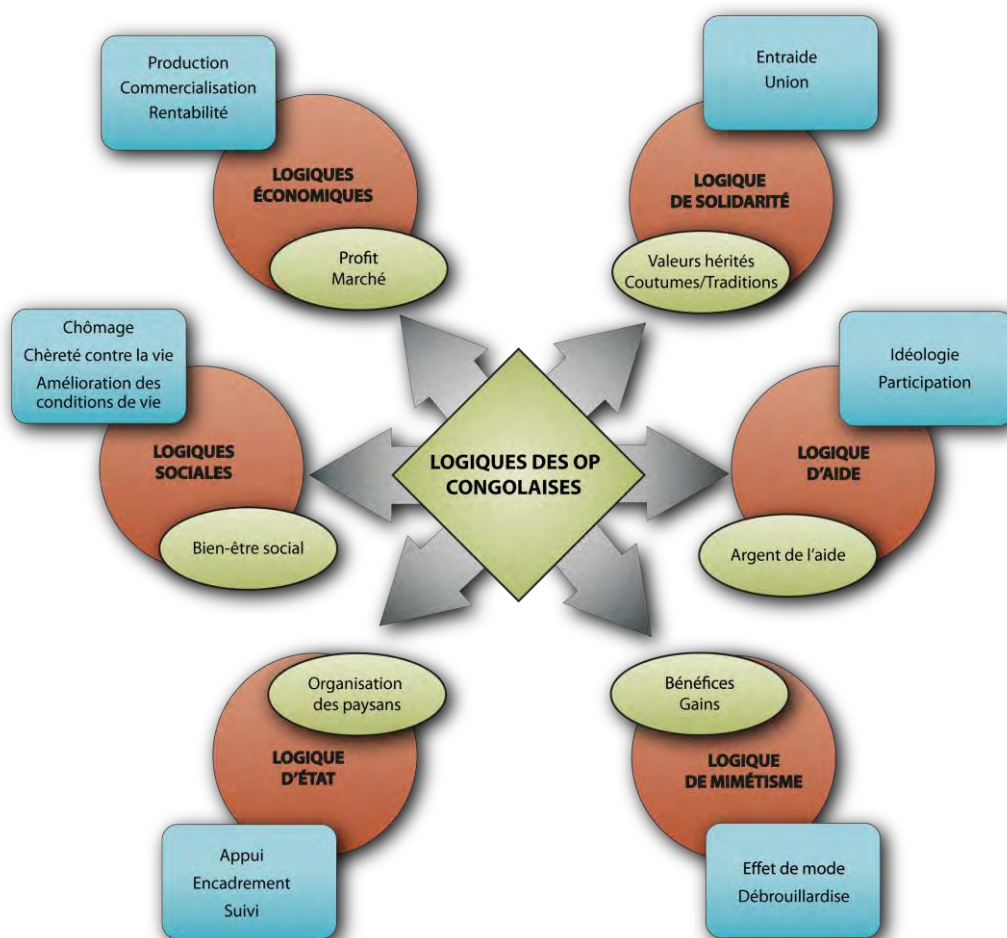 Production
Commercialisation
Rentabilité
LOGIQUES
ÉCONOMIQUES
Profit
Marché
Entraide
Union
LOGIQUE
DE SOLIDARITÉ
Valeurs hérités
Coutumes/Traditions
Chômage
Chèreté contre la vie
Amélioration des
conditions de vie
LOGIQUES
SOCIALES
Bien-être social
LOGIQUES DES OP
CONGOLAISES
Idéologie
Participation
LOGIQUE
D'AIDE
Argent de l'aide
Organisation
des paysans
LOGIQUE
D'ÉTAT
Appui
Encadrement
Suivi
Bénéfices
Gains
LOGIQUE
DE MIMÉTISME
Effet de mode
Débrouillardise